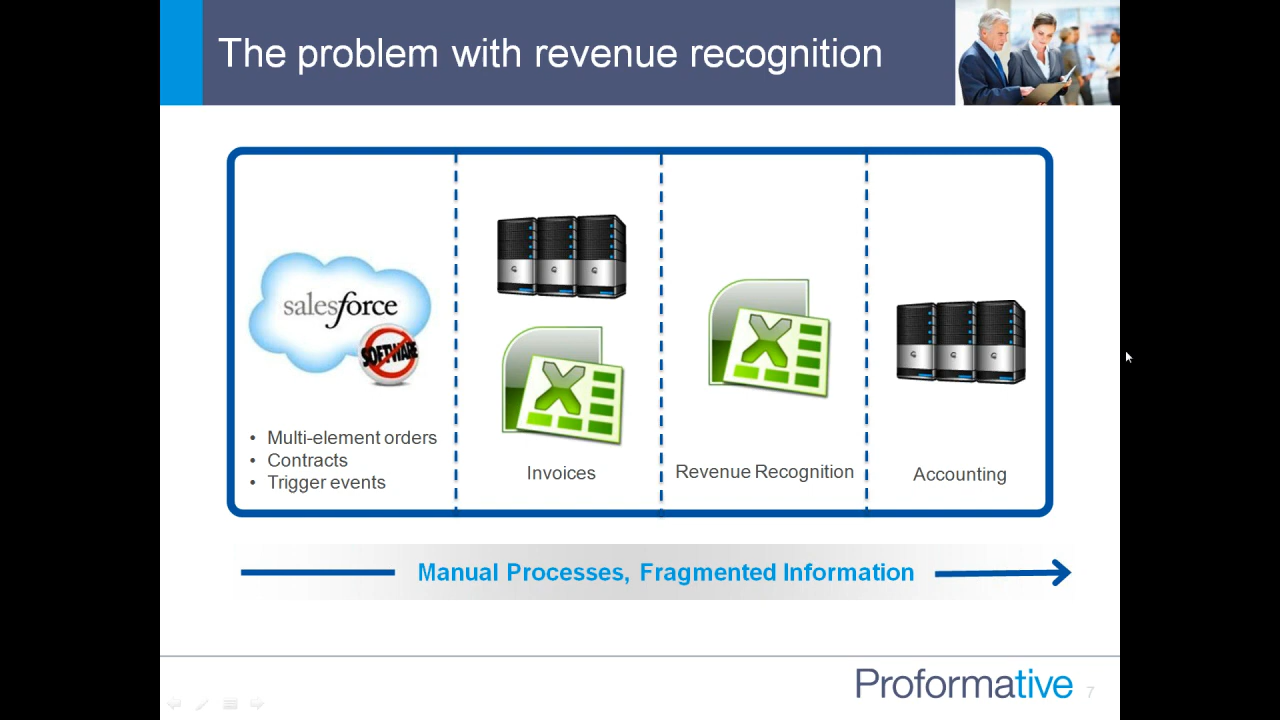 The problem with revenue recognition
salesforce
SOFTWARE
• Multi-element orders
• Contracts
• Trigger events
Invoices
Revenue Recognition
Accounting
Manual Processes, Fragmented Information
Proformative
7